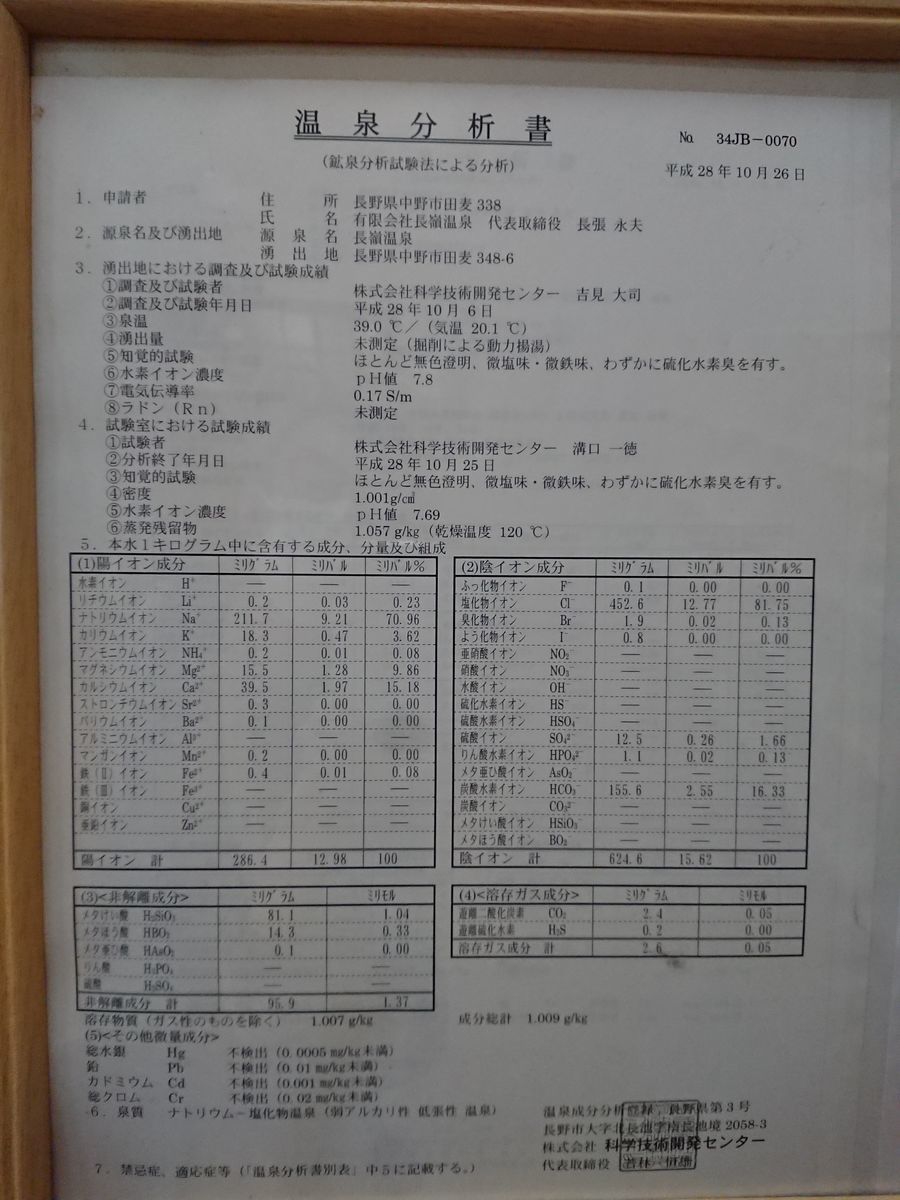 温泉分析書
№ 34JB-0070
(鉱泉分析試験法による分析)
平成28年10月26日
1. 申請者 住所 長野県中野市田麦338
氏名 有限会社長嶺温泉 代表取締役 長張 永夫
2. 源泉名及び湧出地 源泉名 長嶺温泉
湧出地 長野県中野市田麦348-6
3. 湧出地における調査及び試験成績
①調査及び試験者 株式会社科学技術開発センター 吉見 大司
②調査及び試験年月日 平成28年10月 6日
③泉温 39.0 ℃/(気温 20.1 ℃)
④湧出量 未測定(掘削による動力揚湯)
⑤知覚的試験 ほとんど無色澄明、微塩味・微鉄味、わずかに硫化水素臭を有す。
⑥水素イオン濃度 pH値 7.8
⑦電気伝導率 0.17 S/m
⑧ラドン(Rn) 未測定
4. 試験室における試験成績
①試験者 株式会社科学技術開発センター 溝口 一徳
②分析終了年月日 平成28年10月25日
③知覚的試験 ほとんど無色澄明、微塩味・微鉄味、わずかに硫化水素臭を有す。
④密度 1.001g/c㎥
⑤水素イオン濃度 pH値 7.69
⑥蒸発残留物 1.057 g/kg(乾燥温度 120 ℃)
5. 本水1キログラム中に含有する成分、分量及び組成
(1)陽イオン成分 ミリグラム ミリバル ミリバル%
水素イオン H⁺ — — —
リチウムイオン Li⁺ 0.2 0.03 0.23
ナトリウムイオン Na⁺ 211.7 9.21 70.96
カリウムイオン K⁺ 18.3 0.47 3.62
アンモニウムイオン NH₄⁺ 0.2 0.01 0.08
マグネシウムイオン Mg²⁺ 15.5 1.28 9.86
カルシウムイオン Ca²⁺ 39.5 1.97 15.18
ストロンチウムイオン Sr²⁺ 0.3 0.00 0.00
バリウムイオン Ba²⁺ 0.1 0.00 0.00
アルミニウムイオン Al³⁺ — — —
マンガンイオン Mn²⁺ 0.2 0.00 0.00
鉄(Ⅱ)イオン Fe²⁺ 0.4 0.01 0.08
鉄(Ⅲ)イオン Fe³⁺ — — —
銅イオン Cu²⁺ — — —
亜鉛イオン Zn²⁺ — — —
陽イオン 計 286.4 12.98 100
(2)陰イオン成分 ミリグラム ミリバル ミリバル%
ふっ化物イオン F⁻ 0.1 0.00 0.00
塩化物イオン Cl⁻ 452.6 12.77 81.75
臭化物イオン Br⁻ 1.9 0.02 0.13
よう化物イオン I⁻ 0.8 0.00 0.00
亜硝酸イオン NO₂⁻ — — —
硝酸イオン NO₃⁻ — — —
水酸イオン OH⁻ — — —
硫化水素イオン HS⁻ — — —
硫酸水素イオン HSO₄⁻ — — —
硫酸イオン SO₄²⁻ 12.5 0.26 1.66
りん酸水素イオン HPO₄²⁻ 1.1 0.02 0.13
メタ亜ひ酸イオン AsO₂⁻ — — —
炭酸水素イオン HCO₃⁻ 155.6 2.55 16.33
炭酸イオン CO₃²⁻ — — —
メタけい酸イオン HSiO₃⁻ — — —
メタほう酸イオン BO₂⁻ — — —
陰イオン 計 624.6 15.62 100
(3)<非解離成分> ミリグラム ミリモル
メタけい酸 H₂SiO₃ 81.1 1.04
メタほう酸 HBO₂ 14.3 0.33
メタ亜ひ酸 HAsO₂ 0.1 0.00
りん酸 H₃PO₄ — —
硫酸 H₂SO₄ — —
非解離成分 計 95.9 1.37
(4)<溶存ガス成分> ミリグラム ミリモル
遊離二酸化炭素 CO₂ 2.4 0.05
遊離硫化水素 H₂S 0.2 0.00
溶存ガス成分 計 2.6 0.05
溶存物質(ガス性のものを除く) 1.007 g/kg 成分総計 1.009 g/kg
(5)<その他微量成分>
総水銀 Hg 不検出(0.0005 mg/kg未満)
鉛 Pb 不検出(0.01 mg/kg未満)
カドミウム Cd 不検出(0.001 mg/kg未満)
総クロム Cr 不検出(0.02 mg/kg未満)
6. 泉質 ナトリウム-塩化物温泉(弱アルカリ性 低張性 温泉)
7. 禁忌症、適応症等(「温泉分析書別表」中5に記載する。)
温泉成分分析登録,長野県第3号
長野市大字北長池字南長池境2058-3
株式会社 科学技術開発センター
代表取締役 若林 恒雄